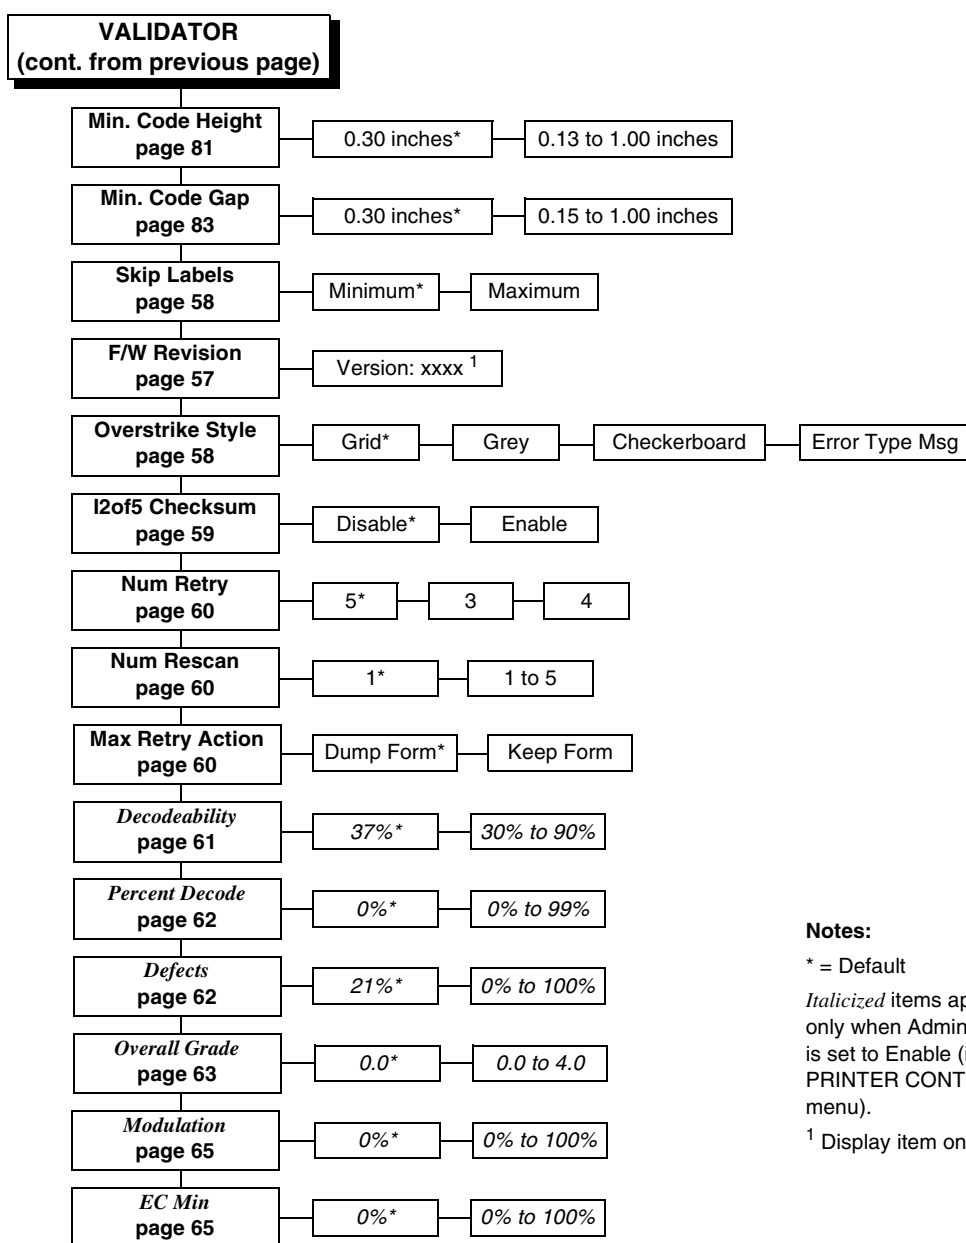 VALIDATOR
(cont. from previous page)
Min. Code Height
page 81
0.30 inches*
0.13 to 1.00 inches
Min. Code Gap
page 83
0.30 inches*
0.15 to 1.00 inches
Skip Labels
page 58
Minimum*
Maximum
F/W Revision
page 57
Version: xxxx 1
Overstrike Style
page 58
Grid*
Grey
Checkerboard
Error Type Msg
I2of5 Checksum
page 59
Disable*
Enable
Num Retry
page 60
5*
3
4
Num Rescan
page 60
1*
1 to 5
Max Retry Action
page 60
Dump Form*
Keep Form
Decodeability
page 61
37%*
30% to 90%
Percent Decode
page 62
0%*
0% to 99%
Defects
page 62
21%*
0% to 100%
Overall Grade
page 63
0.0*
0.0 to 4.0
Modulation
page 65
0%*
0% to 100%
EC Min
page 65
0%*
0% to 100%
Notes:
* = Default
Italicized items
only when Admin
is set to Enable
PRINTER
menu).
1 Display item